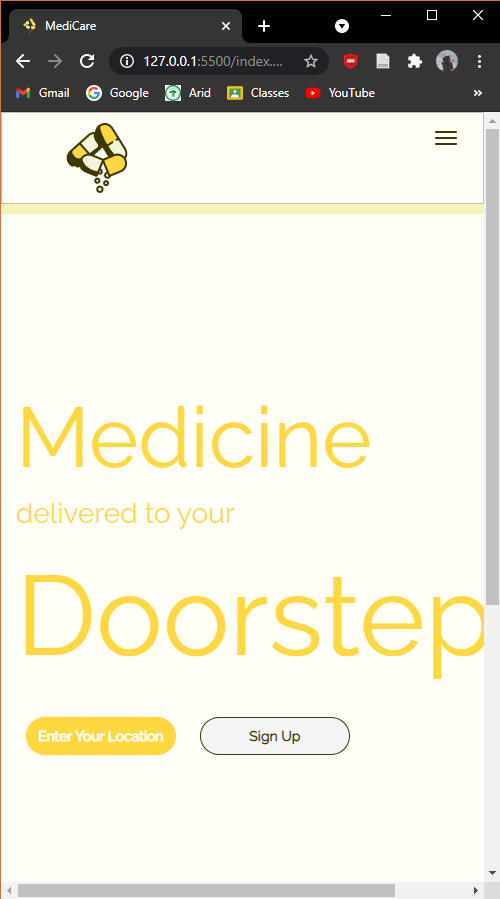 MediCare
127.0.0.1:5500/index....
Gmail Google Arid Classes YouTube »
Medicine
delivered to your
Doorstep
Enter Your Location Sign Up